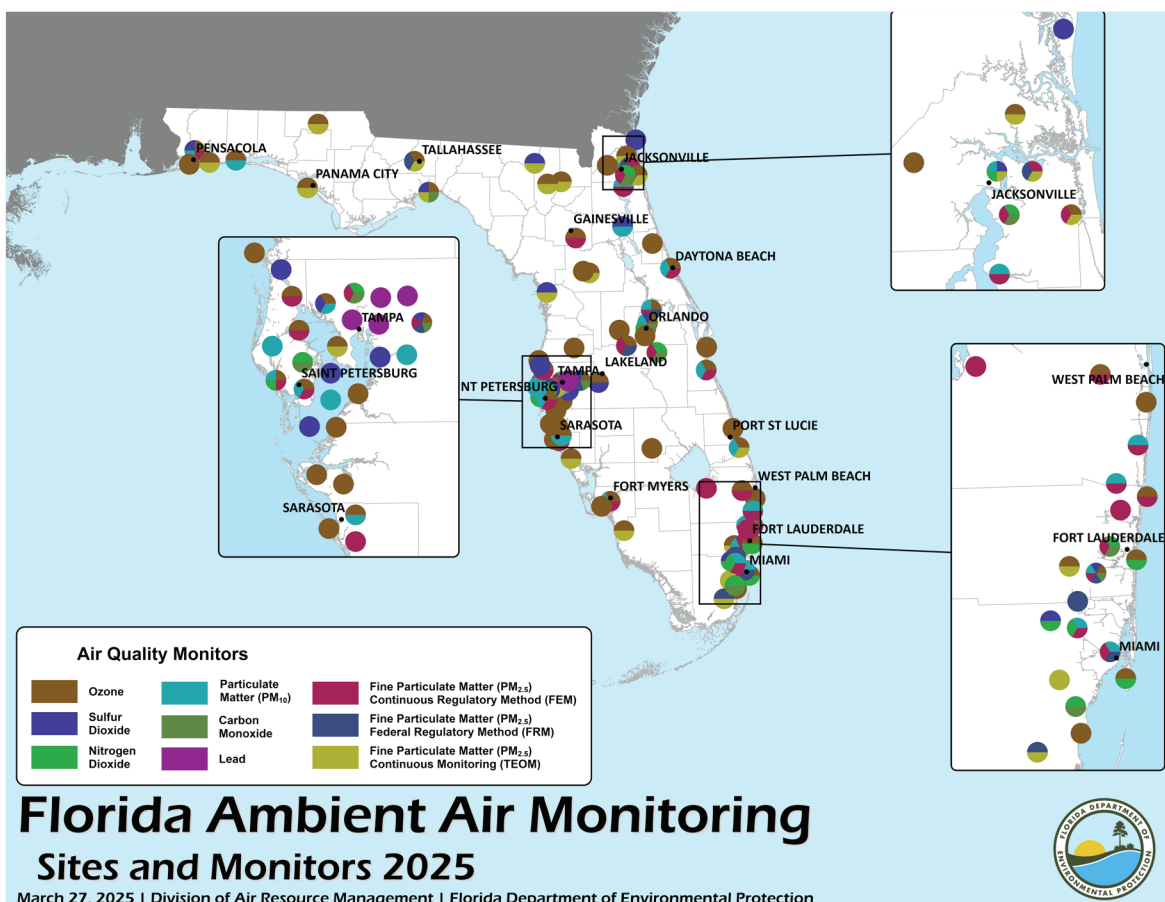 PENSACOLA
TALLAHASSEE
PANAMA CITY
JACKSONVILLE
GAINESVILLE
DAYTONA BEACH
ORLANDO
LAKELAND
TAMPA
NT PETERSBURG
SARASOTA
PORT ST LUCIE
WEST PALM BEACH
FORT MYERS
FORT LAUDERDALE
MIAMI
JACKSONVILLE
TAMPA
SAINT PETERSBURG
SARASOTA
WEST PALM BEACH
FORT LAUDERDALE
MIAMI
Air Quality Monitors
Ozone
Sulfur
Dioxide
Nitrogen
Dioxide
Particulate
Matter (PM₁₀)
Carbon
Monoxide
Lead
Fine Particulate Matter (PM₂.₅)
Continuous Regulatory Method (FEM)
Fine Particulate Matter (PM₂.₅)
Federal Regulatory Method (FRM)
Fine Particulate Matter (PM₂.₅)
Continuous Monitoring (TEOM)
Florida Ambient Air Monitoring
Sites and Monitors 2025
March 27, 2025 | Division of Air Resource Management | Florida Department of Environmental Protection
FLORIDA DEPARTMENT OF
ENVIRONMENTAL PROTECTION